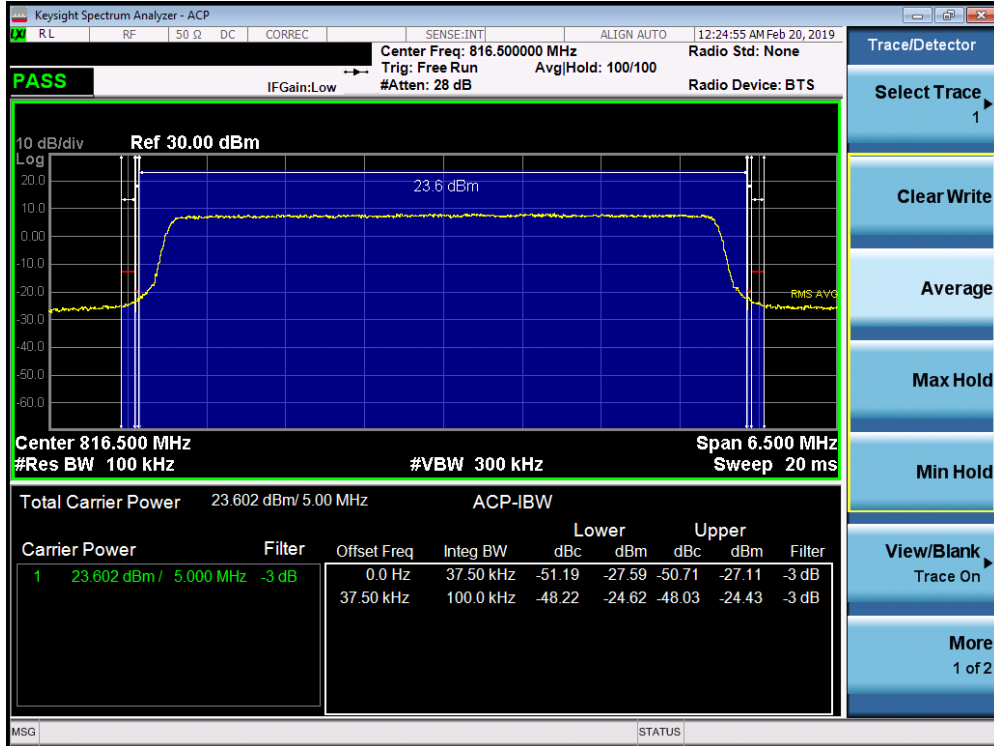 Keysight Spectrum Analyzer - ACP
LXI RL RF 50 Ω DC CORREC SENSE:INT ALIGN AUTO 12:24:55 AM Feb 20, 2019
Center Freq: 816.500000 MHz Radio Std: None
Trig: Free Run Avg|Hold: 100/100
PASS IFGain:Low #Atten: 28 dB Radio Device: BTS
10 dB/div Ref 30.00 dBm
Log
20.0
10.0
0.00
-10.0
-20.0
-30.0
-40.0
-50.0
-60.0
23.6 dBm
RMS AVG
Center 816.500 MHz Span 6.500 MHz
#Res BW 100 kHz #VBW 300 kHz Sweep 20 ms
Total Carrier Power 23.602 dBm/ 5.00 MHz ACP-IBW
Lower Upper
Carrier Power Filter Offset Freq Integ BW dBc dBm dBc dBm Filter
1 23.602 dBm / 5.000 MHz -3 dB 0.0 Hz 37.50 kHz -51.19 -27.59 -50.71 -27.11 -3 dB
37.50 kHz 100.0 kHz -48.22 -24.62 -48.03 -24.43 -3 dB
MSG STATUS
Trace/Detector
Select Trace
1
Clear Write
Average
Max Hold
Min Hold
View/Blank
Trace On
More
1 of 2